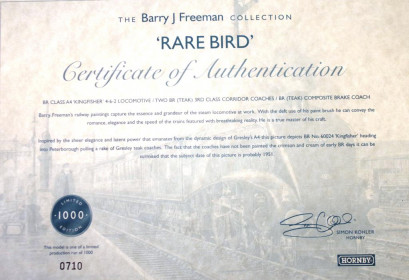 THE Barry J Freeman COLLECTION
'RARE BIRD'
Certificate of Authentication
BR CLASS A4 'KINGFISHER' 4-6-2 LOCOMOTIVE / TWO BR (TEAK) 3RD CLASS CORRIDOR COACHES / BR (TEAK) COMPOSITE BRAKE COACH
Barry Freeman's railway paintings capture the essence and grandeur of the steam locomotive at work. With the deft use of his paint brush he can convey the
romance, elegance and the speed of the trains featured with breathtaking reality. He is a true master of his craft.
Inspired by the sheer elegance and latent power that emanates from the dynamic design of Gresley's A4 this picture depicts BR No. 60024 'Kingfisher' heading
into Peterborough pulling a rake of Gresley teak coaches. The fact that the coaches have not been painted the crimson and cream of early BR days it can be
surmised that the subject date of this picture is probably 1951.
LIMITED
1000
EDITION
This model is one of a limited
production run of 1000
0710
SIMON KOHLER
HORNBY
HORNBY